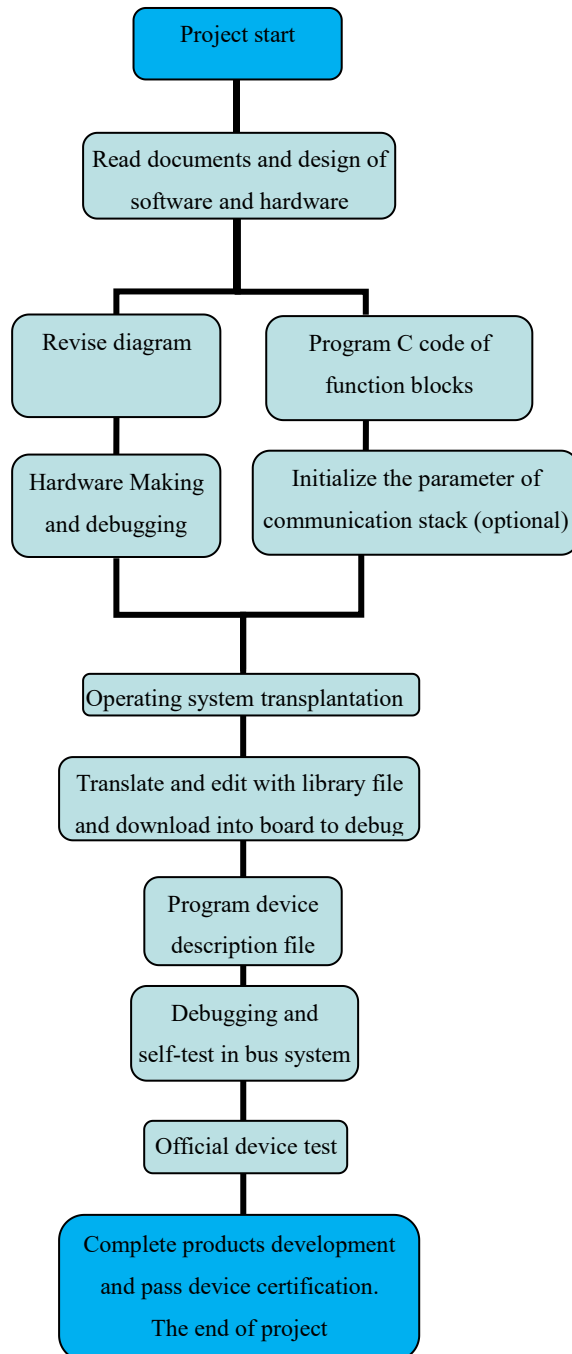 Project start
Read documents and design of
software and hardware
Revise diagram
Program C code of
function blocks
Hardware Making
and debugging
Initialize the parameter of
communication stack (optional)
Operating system transplantation
Translate and edit with library file
and download into board to debug
Program device
description file
Debugging and
self-test in bus system
Official device test
Complete products development
and pass device certification.
The end of project